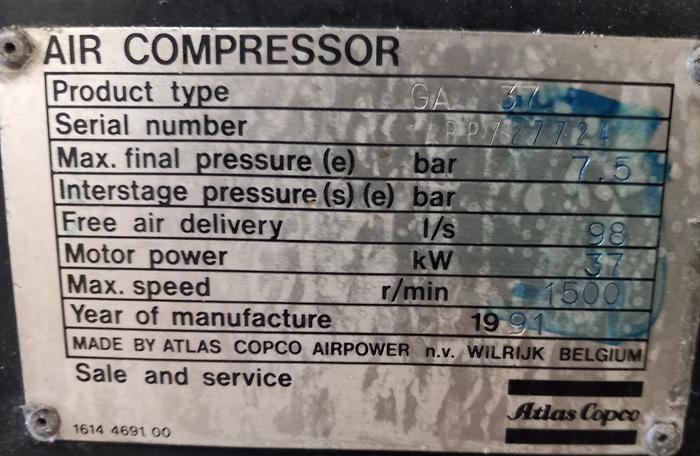 AIR COMPRESSOR
Product type GA 37
Serial number
Max. final pressure (e) bar 7.5
Interstage pressure (s) (e) bar
Free air delivery l/s 98
Motor power kW 37
Max. speed r/min 1500
Year of manufacture 1991
MADE BY ATLAS COPCO AIRPOWER n.v. WILRIJK BELGIUM
Sale and service
Atlas Copco
1614 4691 00